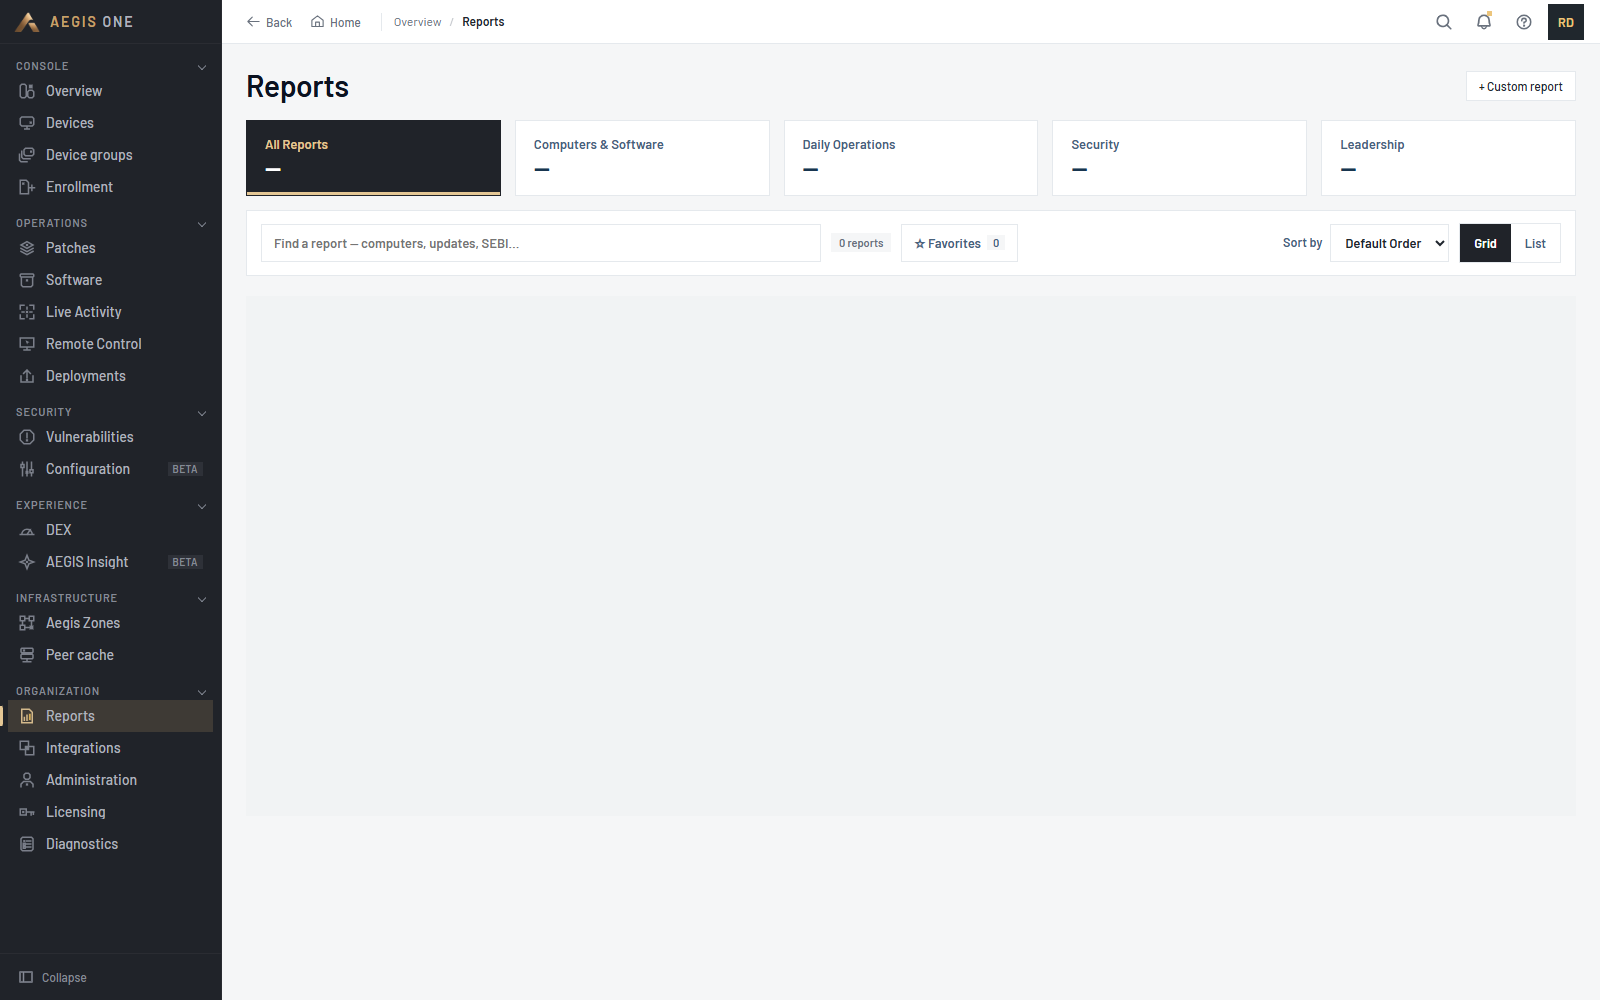 AEGIS ONE
Back
Home
Overview / Reports
RD
CONSOLE
Overview
Devices
Device groups
Enrollment
OPERATIONS
Patches
Software
Live Activity
Remote Control
Deployments
SECURITY
Vulnerabilities
Configuration BETA
EXPERIENCE
DEX
AEGIS Insight BETA
INFRASTRUCTURE
Aegis Zones
Peer cache
ORGANIZATION
Reports
Integrations
Administration
Licensing
Diagnostics
Collapse
Reports
+ Custom report
All Reports
—
Computers & Software
—
Daily Operations
—
Security
—
Leadership
—
Find a report — computers, updates, SEBI...
0 reports
☆ Favorites 0
Sort by
Default Order
Grid
List